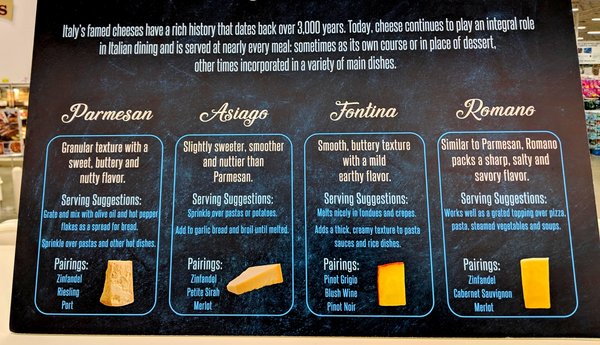 Italy's famed cheeses have a rich history that dates back over 3,000 years. Today, cheese continues to play an integral role
in Italian dining and is served at nearly every meal: sometimes as its own course or in place of dessert,
other times incorporated in a variety of main dishes.
Parmesan
Granular texture with a
sweet, buttery and
nutty flavor.
Serving Suggestions:
Grate and mix with olive oil and hot pepper
flakes as a spread for bread.
Sprinkle over pastas and other hot dishes.
Pairings:
Zinfandel
Riesling
Port
Asiago
Slightly sweeter, smoother
and nuttier than
Parmesan.
Serving Suggestions:
Sprinkle over pastas or potatoes.
Add to garlic bread and broil until melted.
Pairings:
Zinfandel
Petite Sirah
Merlot
Fontina
Smooth, buttery texture
with a mild
earthy flavor.
Serving Suggestions:
Melts nicely in fondues and crepes.
Adds a thick, creamy texture to pasta
sauces and rice dishes.
Pairings:
Pinot Grigio
Blush Wine
Pinot Noir
Romano
Similar to Parmesan, Romano
packs a sharp, salty and
savory flavor.
Serving Suggestions:
Works well as a grated topping over pizza,
pasta, steamed vegetables and soups.
Pairings:
Zinfandel
Cabernet Sauvignon
Merlot